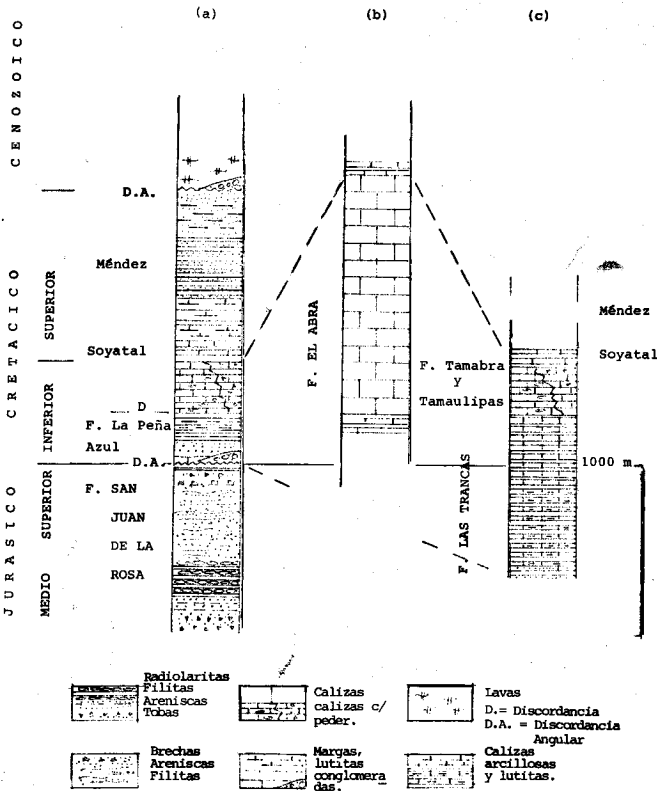 (a) (b) (c)
CENOZOICO
D.A.
Méndez
SUPERIOR
CRETACICO
Soyatal
INFERIOR
D
F. La Peña
Azul
D.A.
F. EL ABRA
Méndez
Soyatal
F. Tamabra
Y
Tamaulipas
1000 m
JURASICO
SUPERIOR
MEDIO
F. SAN
JUAN
DE LA
ROSA
F. LAS TRANCAS
Radiolaritas
Filitas
Areniscas
Tobas
Calizas
calizas c/
peder.
Lavas
D.= Discordancia
D.A. = Discordancia
Angular
Brechas
Areniscas
Filitas
Margas,
lutitas
conglomera
das.
Calizas
arcillosas
y lutitas.